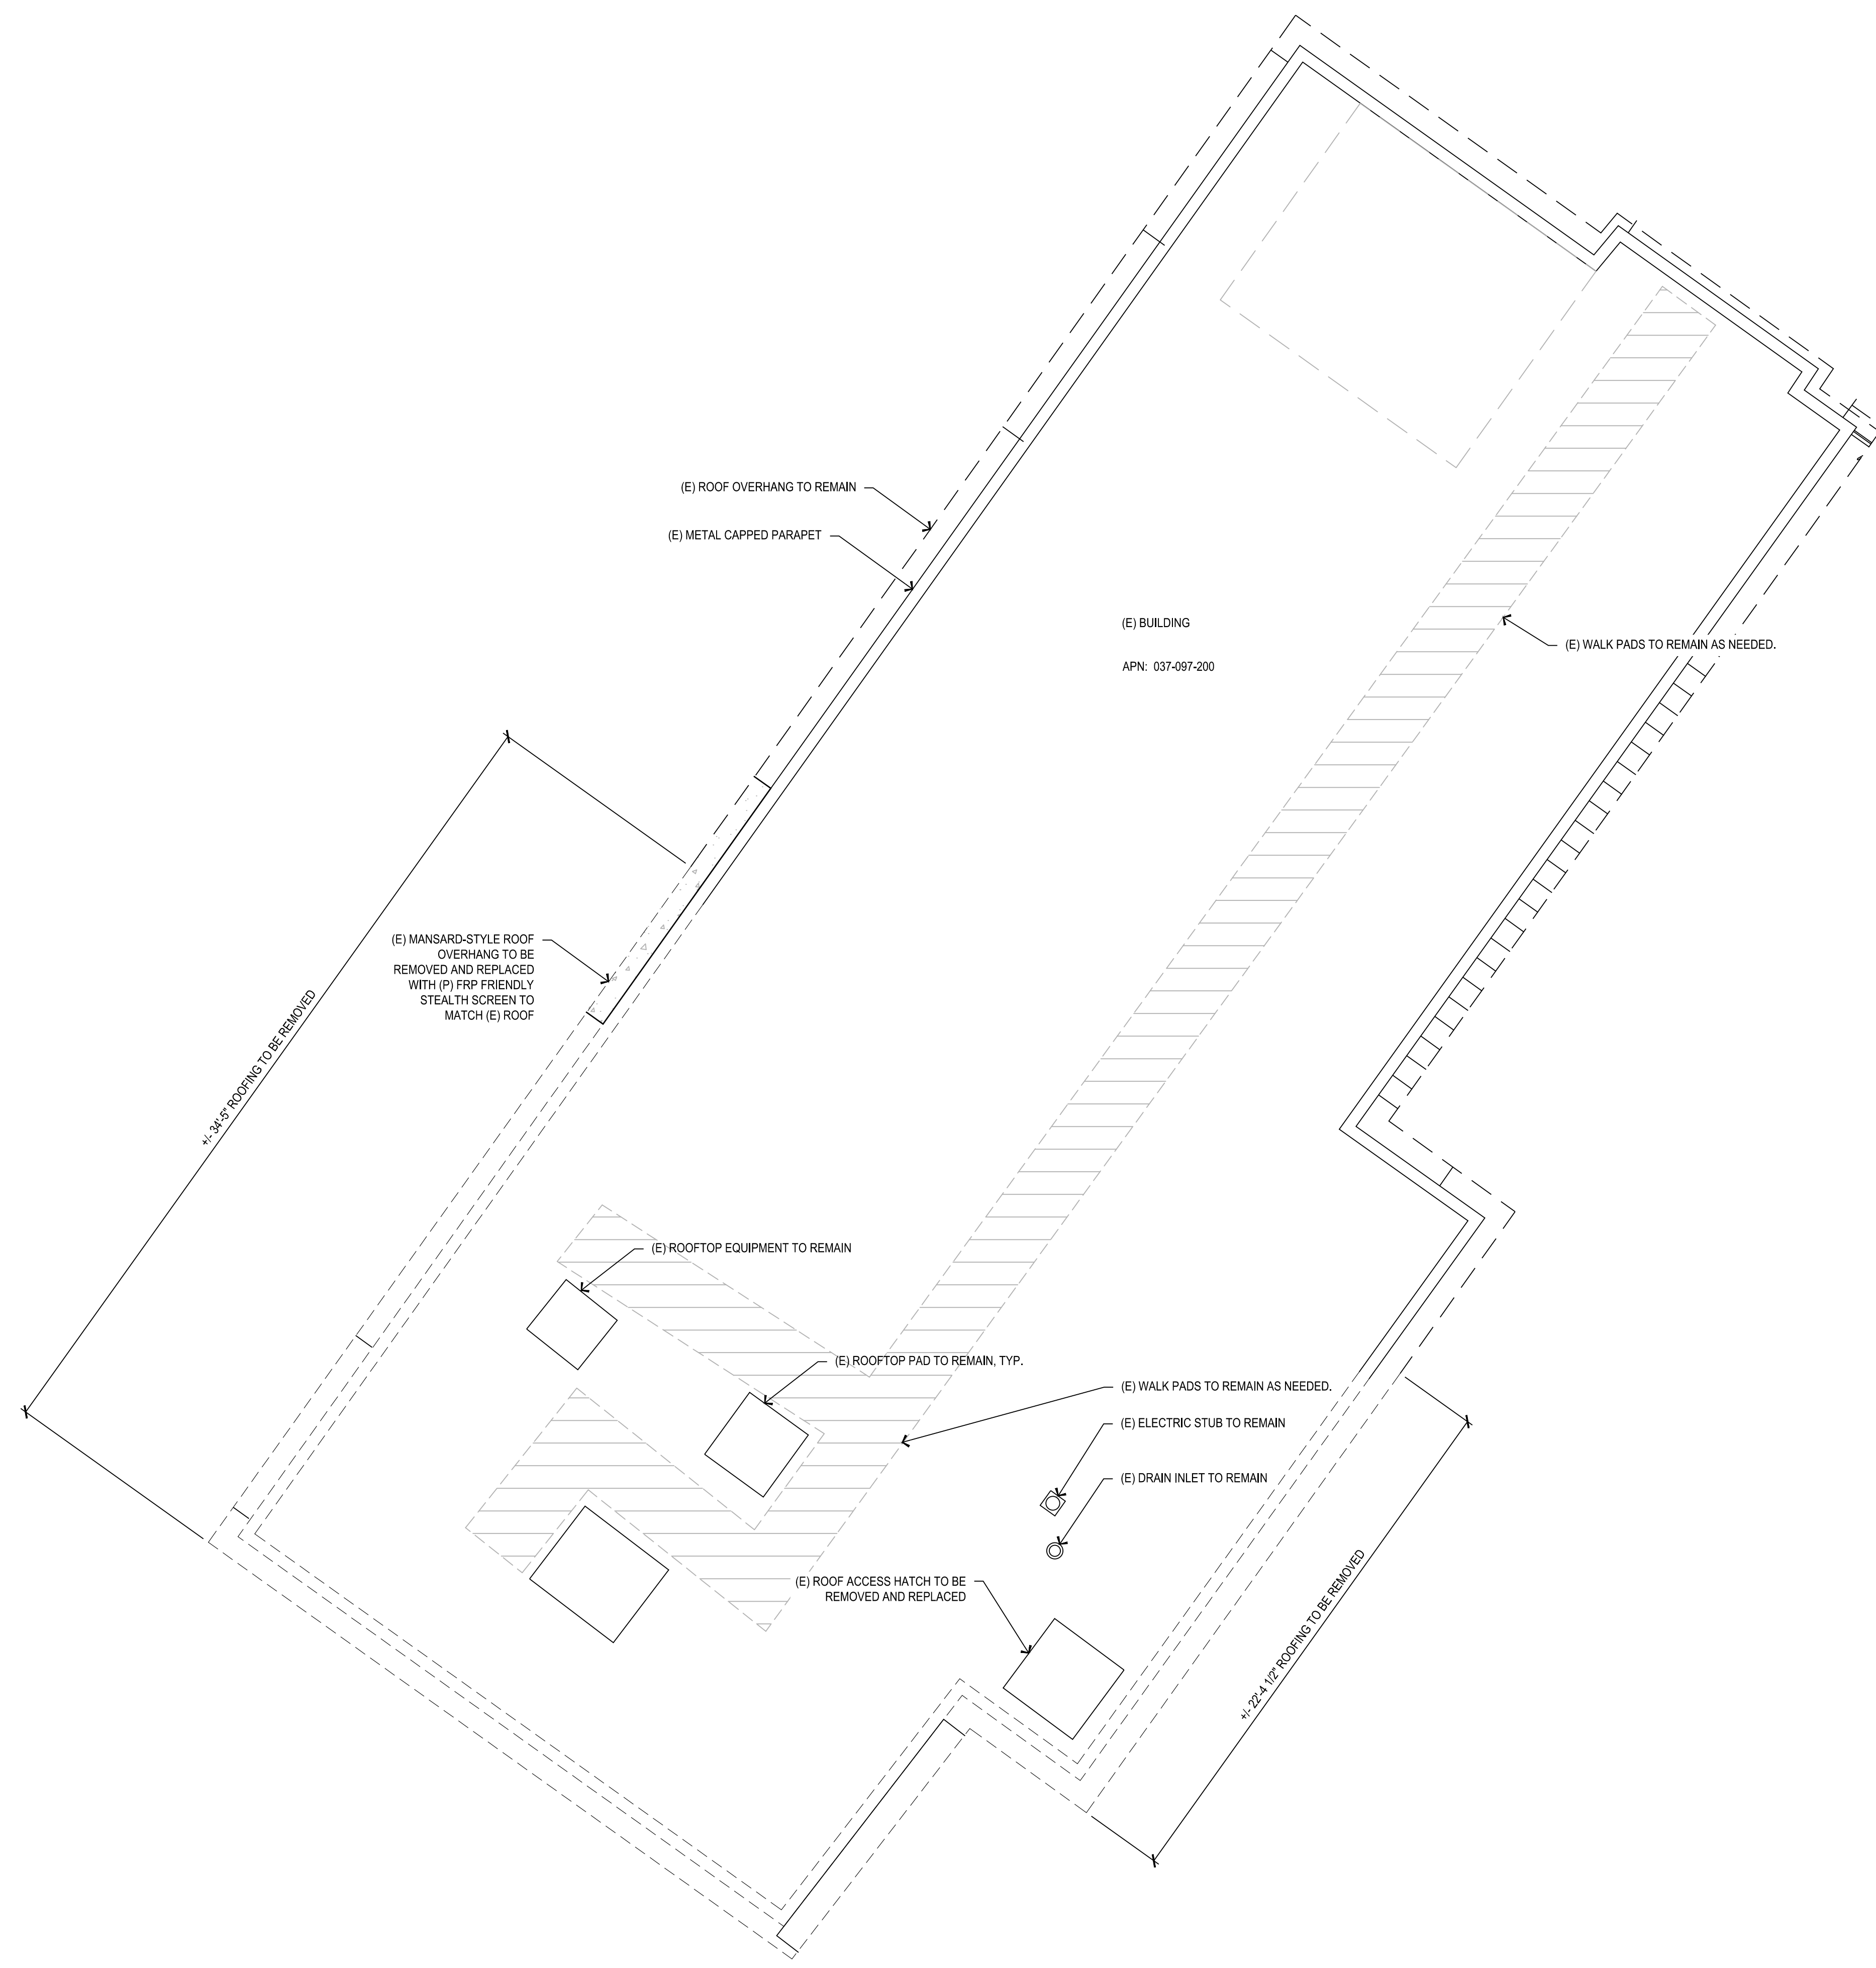 (E) ROOF OVERHANG TO REMAIN
(E) METAL CAPPED PARAPET
(E) BUILDING
APN: 037-097-200
(E) WALK PADS TO REMAIN AS NEEDED.
(E) MANSARD-STYLE ROOF
OVERHANG TO BE
REMOVED AND REPLACED
WITH (P) FRP FRIENDLY
STEALTH SCREEN TO
MATCH (E) ROOF
+/- 34'-5" ROOFING TO BE REMOVED
(E) ROOFTOP EQUIPMENT TO REMAIN
(E) ROOFTOP PAD TO REMAIN, TYP.
(E) WALK PADS TO REMAIN AS NEEDED.
(E) ELECTRIC STUB TO REMAIN
(E) DRAIN INLET TO REMAIN
(E) ROOF ACCESS HATCH TO BE
REMOVED AND REPLACED
+/- 22'-4 1/2" ROOFING TO BE REMOVED